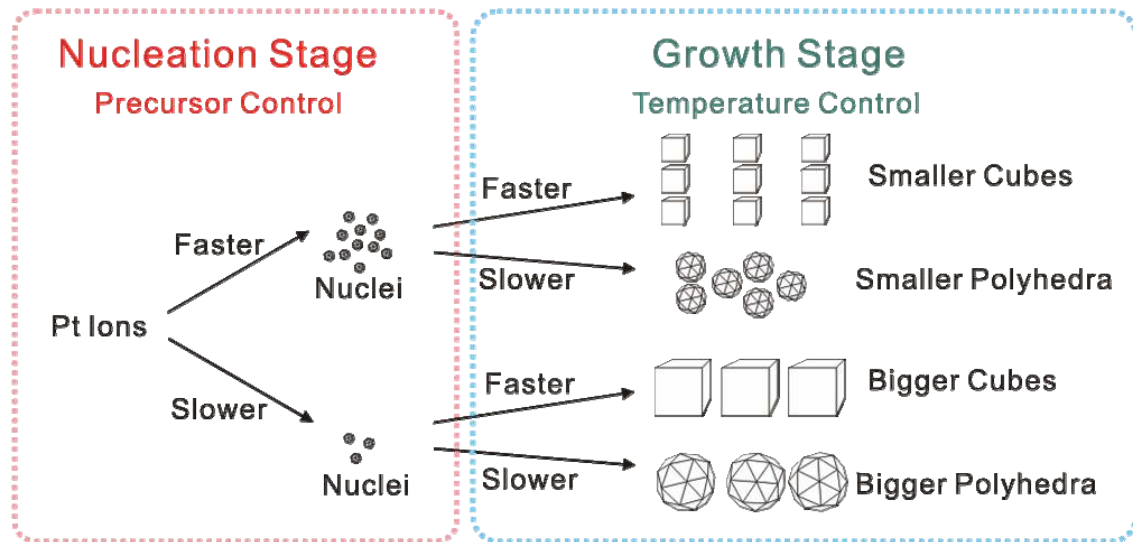 Nucleation Stage
Precursor Control
Growth Stage
Temperature Control
Pt Ions
Faster
Slower
Nuclei
Nuclei
Faster
Slower
Faster
Slower
Smaller Cubes
Smaller Polyhedra
Bigger Cubes
Bigger Polyhedra